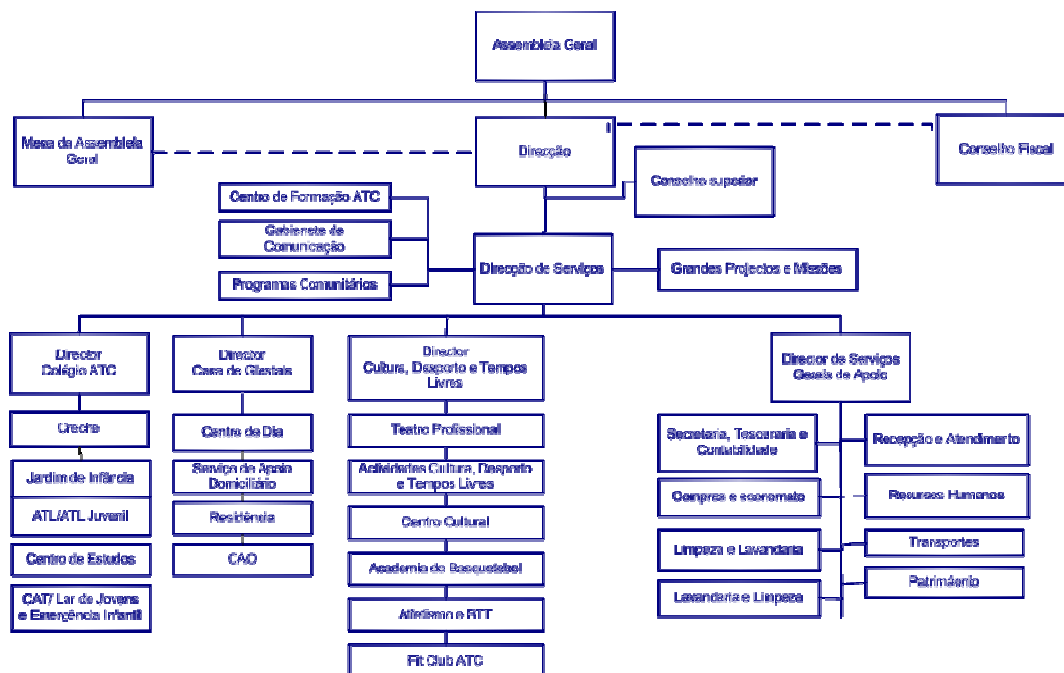 Assembleia Geral
Mesa da Assembleia
Geral
Direcção
Conselho Fiscal
Conselho superior
Centro de Formação ATC
Gabinete de
Comunicação
Programas Comunitários
Direcção de Serviços
Grandes Projectos e Missões
Director
Colégio ATC
Director
Casa de Giestais
Director
Cultura, Desporto e Tempos
Livres
Director de Serviços
Gerais de Apoio
Creche
Jardim de Infância
ATL/ATL Juvenil
Centro de Estudos
CAT/ Lar de Jovens
e Emergência Infantil
Centro de Dia
Serviço de Apoio
Domiciliário
Residência
CAO
Teatro Profissional
Actividades Cultura, Desporto
e Tempos Livres
Centro Cultural
Academia de Basquetebol
Atletismo e BTT
Fit Club ATC
Secretaria, Tesouraria e
Contabilidade
Compras e economato
Limpeza e Lavandaria
Lavandaria e Limpeza
Recepção e Atendimento
Recursos Humanos
Transportes
Património